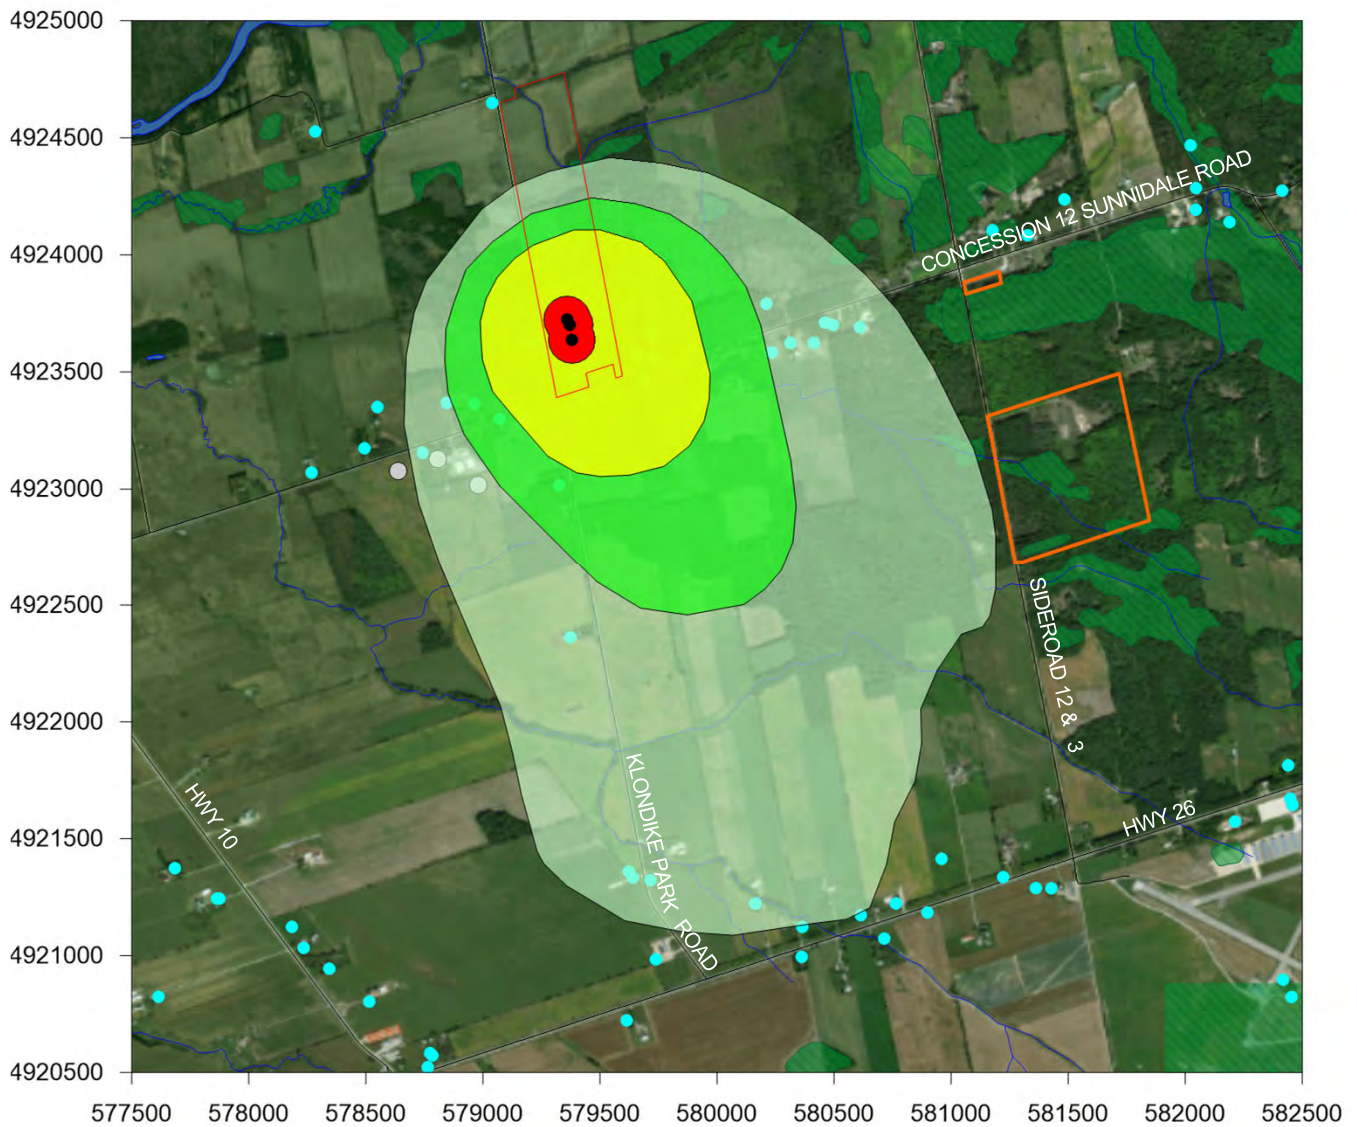 4925000
4924500
4924000
4923500
4923000
4922500
4922000
4921500
4921000
4920500
CONCESSION 12 SUNNIDALE ROAD
SIDEROAD 12 & 3
HWY 10
KLONDIKE PARK ROAD
HWY 26
577500 578000 578500 579000 579500 580000 580500 581000 581500 582000 582500